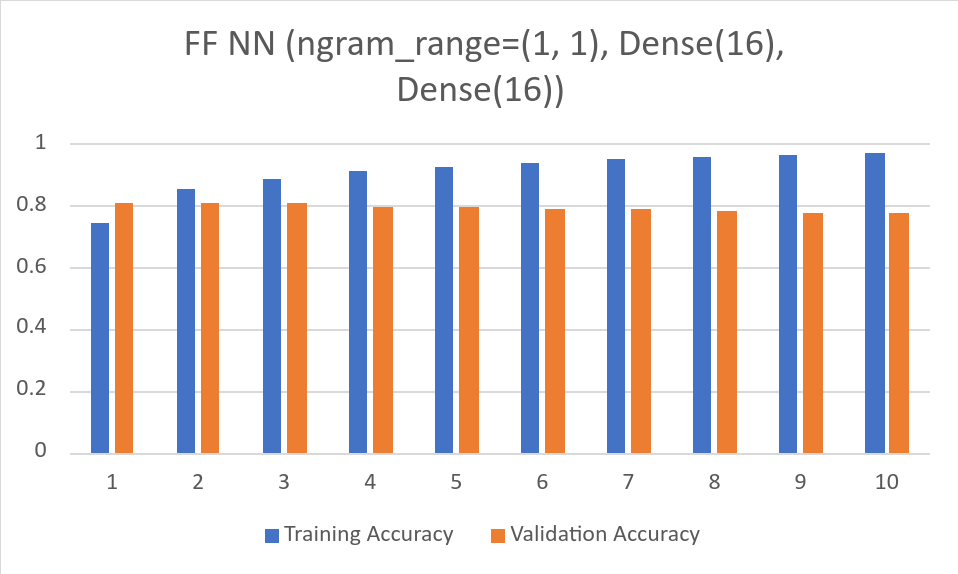 FF NN (ngram_range=(1, 1), Dense(16),
Dense(16))
1
0.8
0.6
0.4
0.2
0
1 2 3 4 5 6 7 8 9 10
Training Accuracy Validation Accuracy